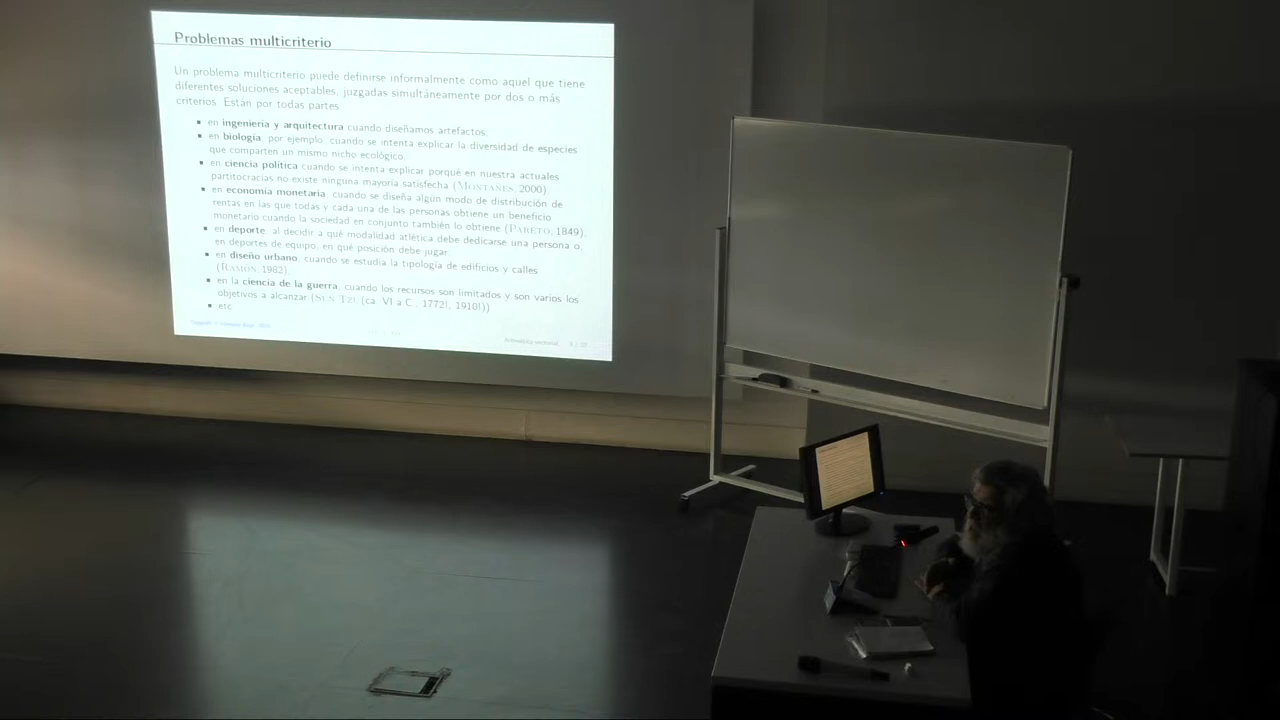 Problemas multicriterio
Un problema multicriterio puede definirse informalmente como aquel que tiene
diferentes soluciones aceptables, juzgadas simultáneamente por dos o más
criterios. Están por todas partes
en ingeniería y arquitectura cuando diseñamos artefactos.
en biología, por ejemplo, cuando se intenta explicar la diversidad de especies
que comparten un mismo nicho ecológico.
en ciencia política cuando se intenta explicar porqué en nuestra actuales
partitocracias no existe ninguna mayoría satisfecha (MONTAÑÉS, 2000).
en economía monetaria, cuando se diseña algún modo de distribución de
rentas en las que todas y cada una de las personas obtiene un beneficio
monetario cuando la sociedad en conjunto también lo obtiene (PARETO, 1849).
en deporte, al decidir a qué modalidad atlética debe dedicarse una persona o,
en deportes de equipo, en qué posición debe jugar.
en diseño urbano, cuando se estudia la tipología de edificios y calles
(RAMÓN, 1982).
en la ciencia de la guerra, cuando los recursos son limitados y son varios los
objetivos a alcanzar (SUN TZU (ca. VI a C., 1772!, 1910!))
etc